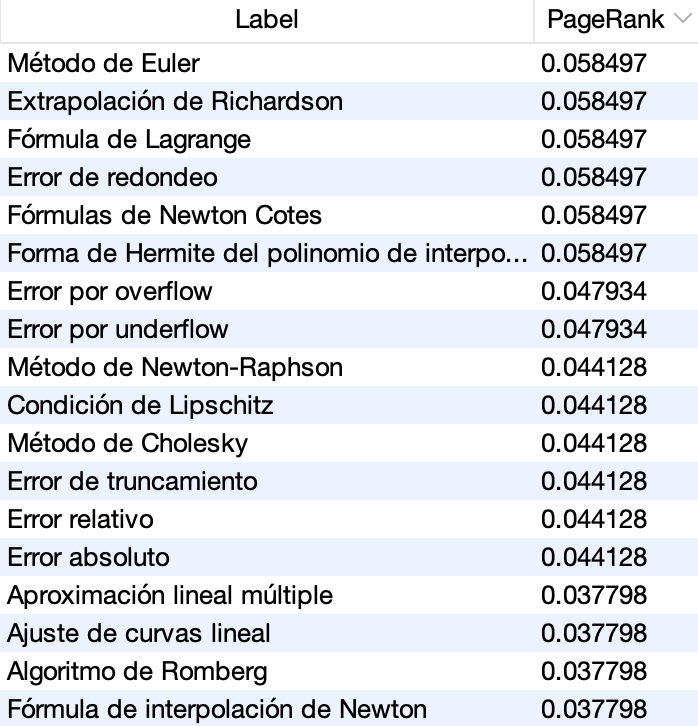 Label PageRank
Método de Euler 0.058497
Extrapolación de Richardson 0.058497
Fórmula de Lagrange 0.058497
Error de redondeo 0.058497
Fórmulas de Newton Cotes 0.058497
Forma de Hermite del polinomio de interpo... 0.058497
Error por overflow 0.047934
Error por underflow 0.047934
Método de Newton-Raphson 0.044128
Condición de Lipschitz 0.044128
Método de Cholesky 0.044128
Error de truncamiento 0.044128
Error relativo 0.044128
Error absoluto 0.044128
Aproximación lineal múltiple 0.037798
Ajuste de curvas lineal 0.037798
Algoritmo de Romberg 0.037798
Fórmula de interpolación de Newton 0.037798